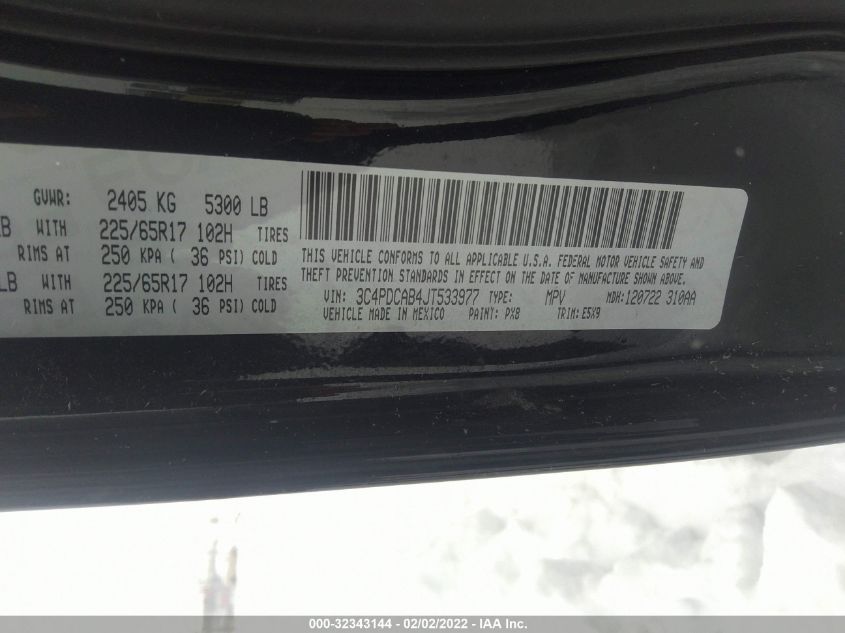 GVWR: 2405 KG 5300 LB
WITH 225/65R17 102H TIRES
RIMS AT 250 KPA ( 36 PSI) COLD
LB WITH 225/65R17 102H TIRES
RIMS AT 250 KPA ( 36 PSI) COLD
THIS VEHICLE CONFORMS TO ALL APPLICABLE U.S.A. FEDERAL MOTOR VEHICLE SAFETY AND
THEFT PREVENTION STANDARDS IN EFFECT ON THE DATE OF MANUFACTURE SHOWN ABOVE.
VIN: 3C4PDCAB4JT533977 TYPE: MPV MDH: 120722 310AA
VEHICLE MADE IN MEXICO PAINT: PX8 TRIM: E5X9
000-32343144 - 02/02/2022 - IAA Inc.